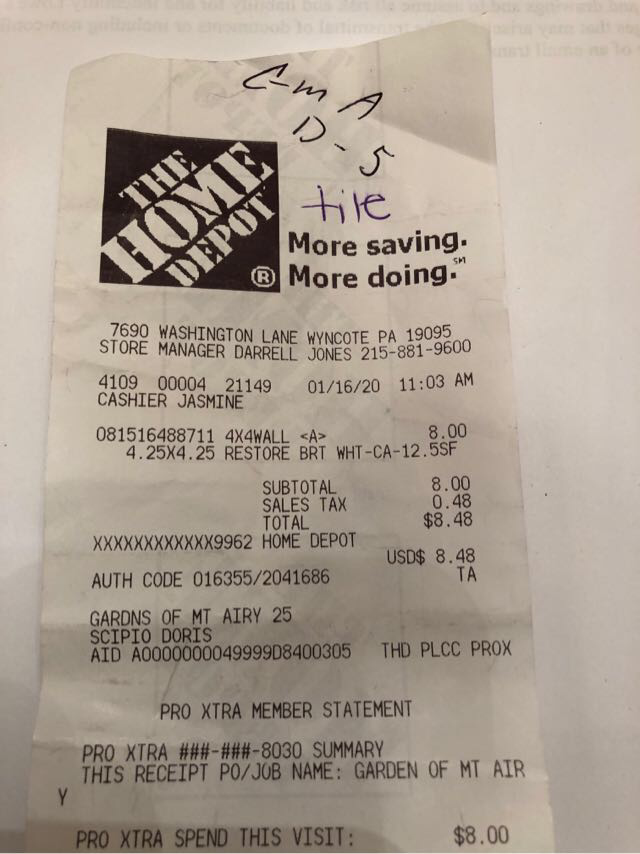 C-M A
D-5
tile
THE
HOME
DEPOT
®
More saving.
More doing.℠
7690 WASHINGTON LANE WYNCOTE PA 19095
STORE MANAGER DARRELL JONES 215-881-9600
4109 00004 21149 01/16/20 11:03 AM
CASHIER JASMINE
081516488711 4X4WALL <A> 8.00
4.25X4.25 RESTORE BRT WHT-CA-12.5SF
SUBTOTAL 8.00
SALES TAX 0.48
TOTAL $8.48
XXXXXXXXXXXX9962 HOME DEPOT
USD$ 8.48
AUTH CODE 016355/2041686 TA
GARDNS OF MT AIRY 25
SCIPIO DORIS
AID A0000000049999D8400305 THD PLCC PROX
PRO XTRA MEMBER STATEMENT
PRO XTRA ###-###-8030 SUMMARY
THIS RECEIPT PO/JOB NAME: GARDEN OF MT AIR
Y
PRO XTRA SPEND THIS VISIT: $8.00